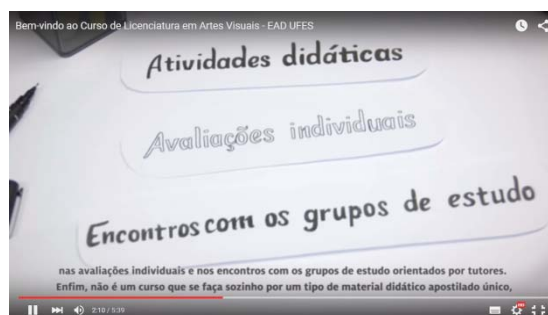 Bem-vindo ao Curso de Licenciatura em Artes Visuais - EAD UFES
Atividades didáticas
Avaliações individuais
Encontros com os grupos de estudo
nas avaliações individuais e nos encontros com os grupos de estudo orientados por tutores.
Enfim, não é um curso que se faça sozinho por um tipo de material didático apostilado único,
2:10 / 5:39